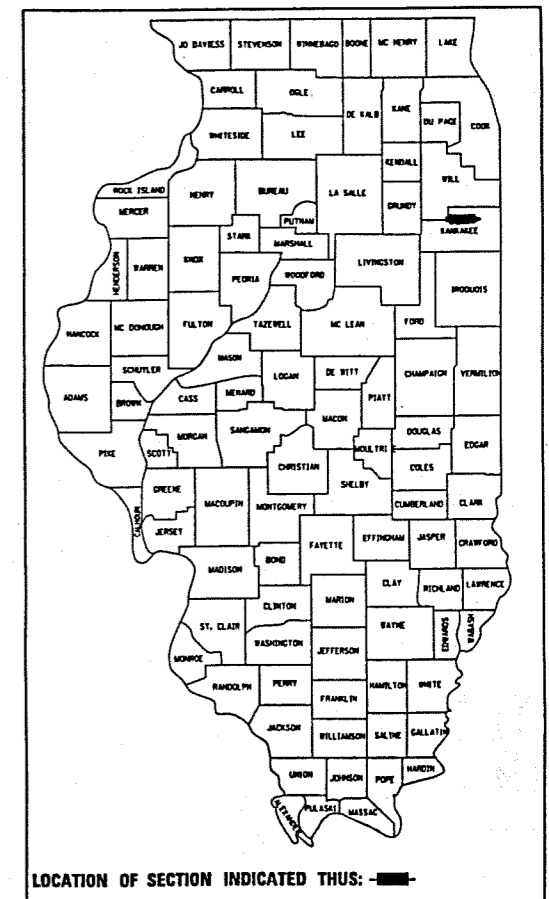 JO DAVIESS STEVENSON WINNEBAGO BOONE MC HENRY LAKE
CARROLL OGLE DE KALB KANE DU PAGE COOK
WHITESIDE LEE
KENDALL WILL
ROCK ISLAND HENRY BUREAU LA SALLE GRUNDY
MERCER PUTNAM KANKAKEE
STARK MARSHALL
HENDERSON WARREN KNOX PEORIA WOODFORD LIVINGSTON IROQUOIS
HANCOCK MC DONOUGH FULTON TAZEWELL MC LEAN FORD
MASON
SCHUYLER LOGAN DE WITT CHAMPAIGN VERMILION
ADAMS BROWN CASS MENARD PIATT
MACON
PIKE SCOTT MORGAN SANGAMON MOULTRI DOUGLAS EDGAR
CHRISTIAN COLES
GREENE MACOUPIN SHELBY
CALHOUN JERSEY MONTGOMERY CUMBERLAND CLARK
FAYETTE EFFINGHAM JASPER CRAWFORD
MADISON BOND
CLAY RICHLAND LAWRENCE
CLINTON MARION
ST. CLAIR WAYNE EDWARDS WABASH
WASHINGTON JEFFERSON
MONROE
RANDOLPH PERRY HAMILTON WHITE
FRANKLIN
JACKSON WILLIAMSON SALINE GALLATIN
UNION JOHNSON POPE HARDIN
ALEXANDER PULASKI MASSAC
LOCATION OF SECTION INDICATED THUS: